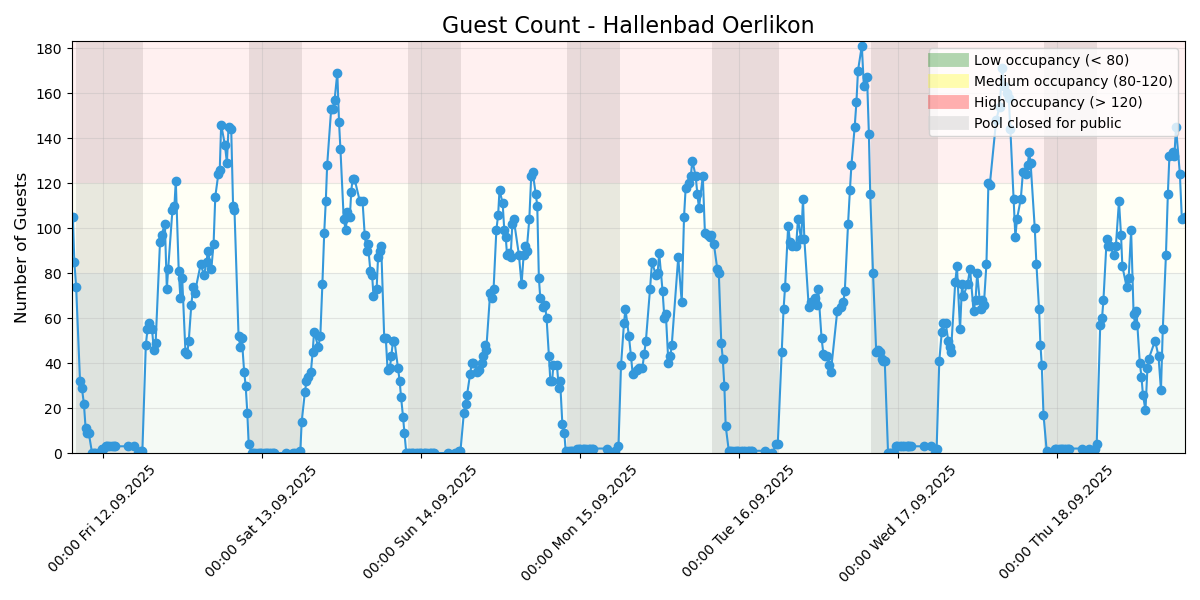 Guest Count - Hallenbad Oerlikon
Number of Guests
180
160
140
120
100
80
60
40
20
0
Low occupancy (< 80)
Medium occupancy (80-120)
High occupancy (> 120)
Pool closed for public
00:00 Fri 12.09.2025
00:00 Sat 13.09.2025
00:00 Sun 14.09.2025
00:00 Mon 15.09.2025
00:00 Tue 16.09.2025
00:00 Wed 17.09.2025
00:00 Thu 18.09.2025